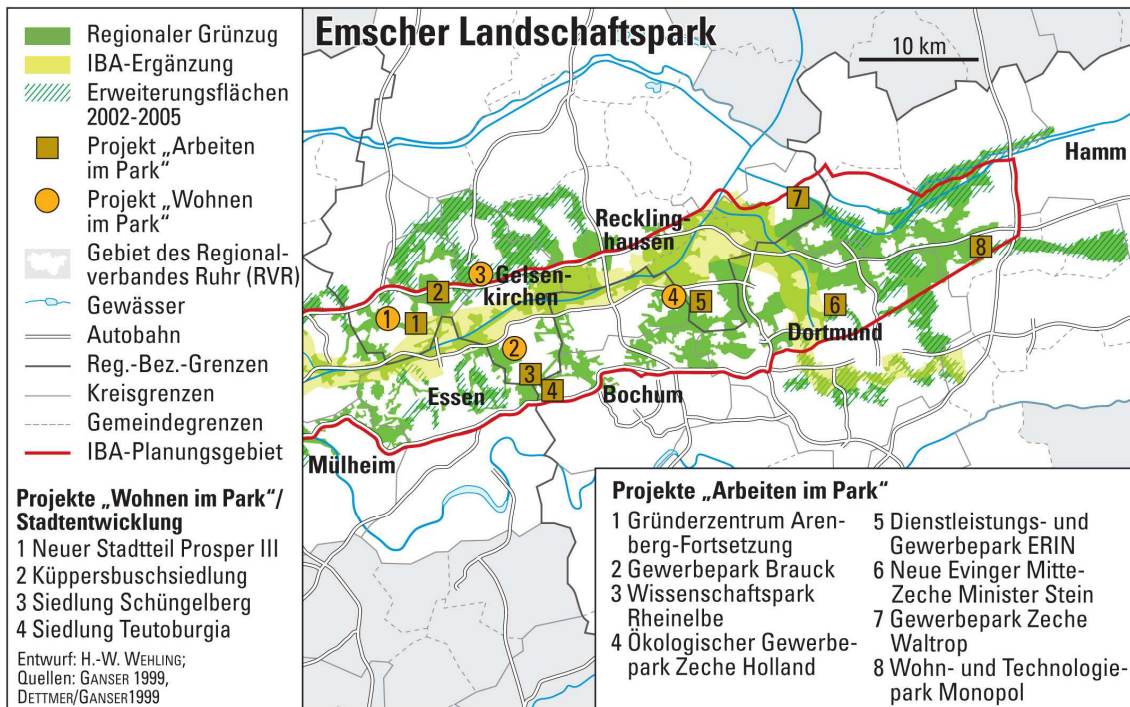 Emscher Landschaftspark
10 km
Regionaler Grünzug
IBA-Ergänzung
Erweiterungsflächen
2002-2005
Projekt „Arbeiten
im Park“
Projekt „Wohnen
im Park“
Gebiet des Regional-
verbandes Ruhr (RVR)
Gewässer
Autobahn
Reg.-Bez.-Grenzen
Kreisgrenzen
Gemeindegrenzen
IBA-Planungsgebiet
Projekte „Wohnen im Park“/
Stadtentwicklung
1 Neuer Stadtteil Prosper III
2 Küppersbuschsiedlung
3 Siedlung Schüngelberg
4 Siedlung Teutoburgia
Entwurf: H.-W. WEHLING;
Quellen: GANSER 1999,
DETTMER/GANSER1999
Hamm
7
Reckling-
hausen
8
3
Gelsen-
kirchen
2
4
5
6
1
1
Dortmund
2
3
4
Essen
Bochum
Mülheim
Projekte „Arbeiten im Park“
1 Gründerzentrum Aren-
berg-Fortsetzung
2 Gewerbepark Brauck
3 Wissenschaftspark
Rheinelbe
4 Ökologischer Gewerbe-
park Zeche Holland
5 Dienstleistungs- und
Gewerbepark ERIN
6 Neue Evinger Mitte-
Zeche Minister Stein
7 Gewerbepark Zeche
Waltrop
8 Wohn- und Technologie-
park Monopol